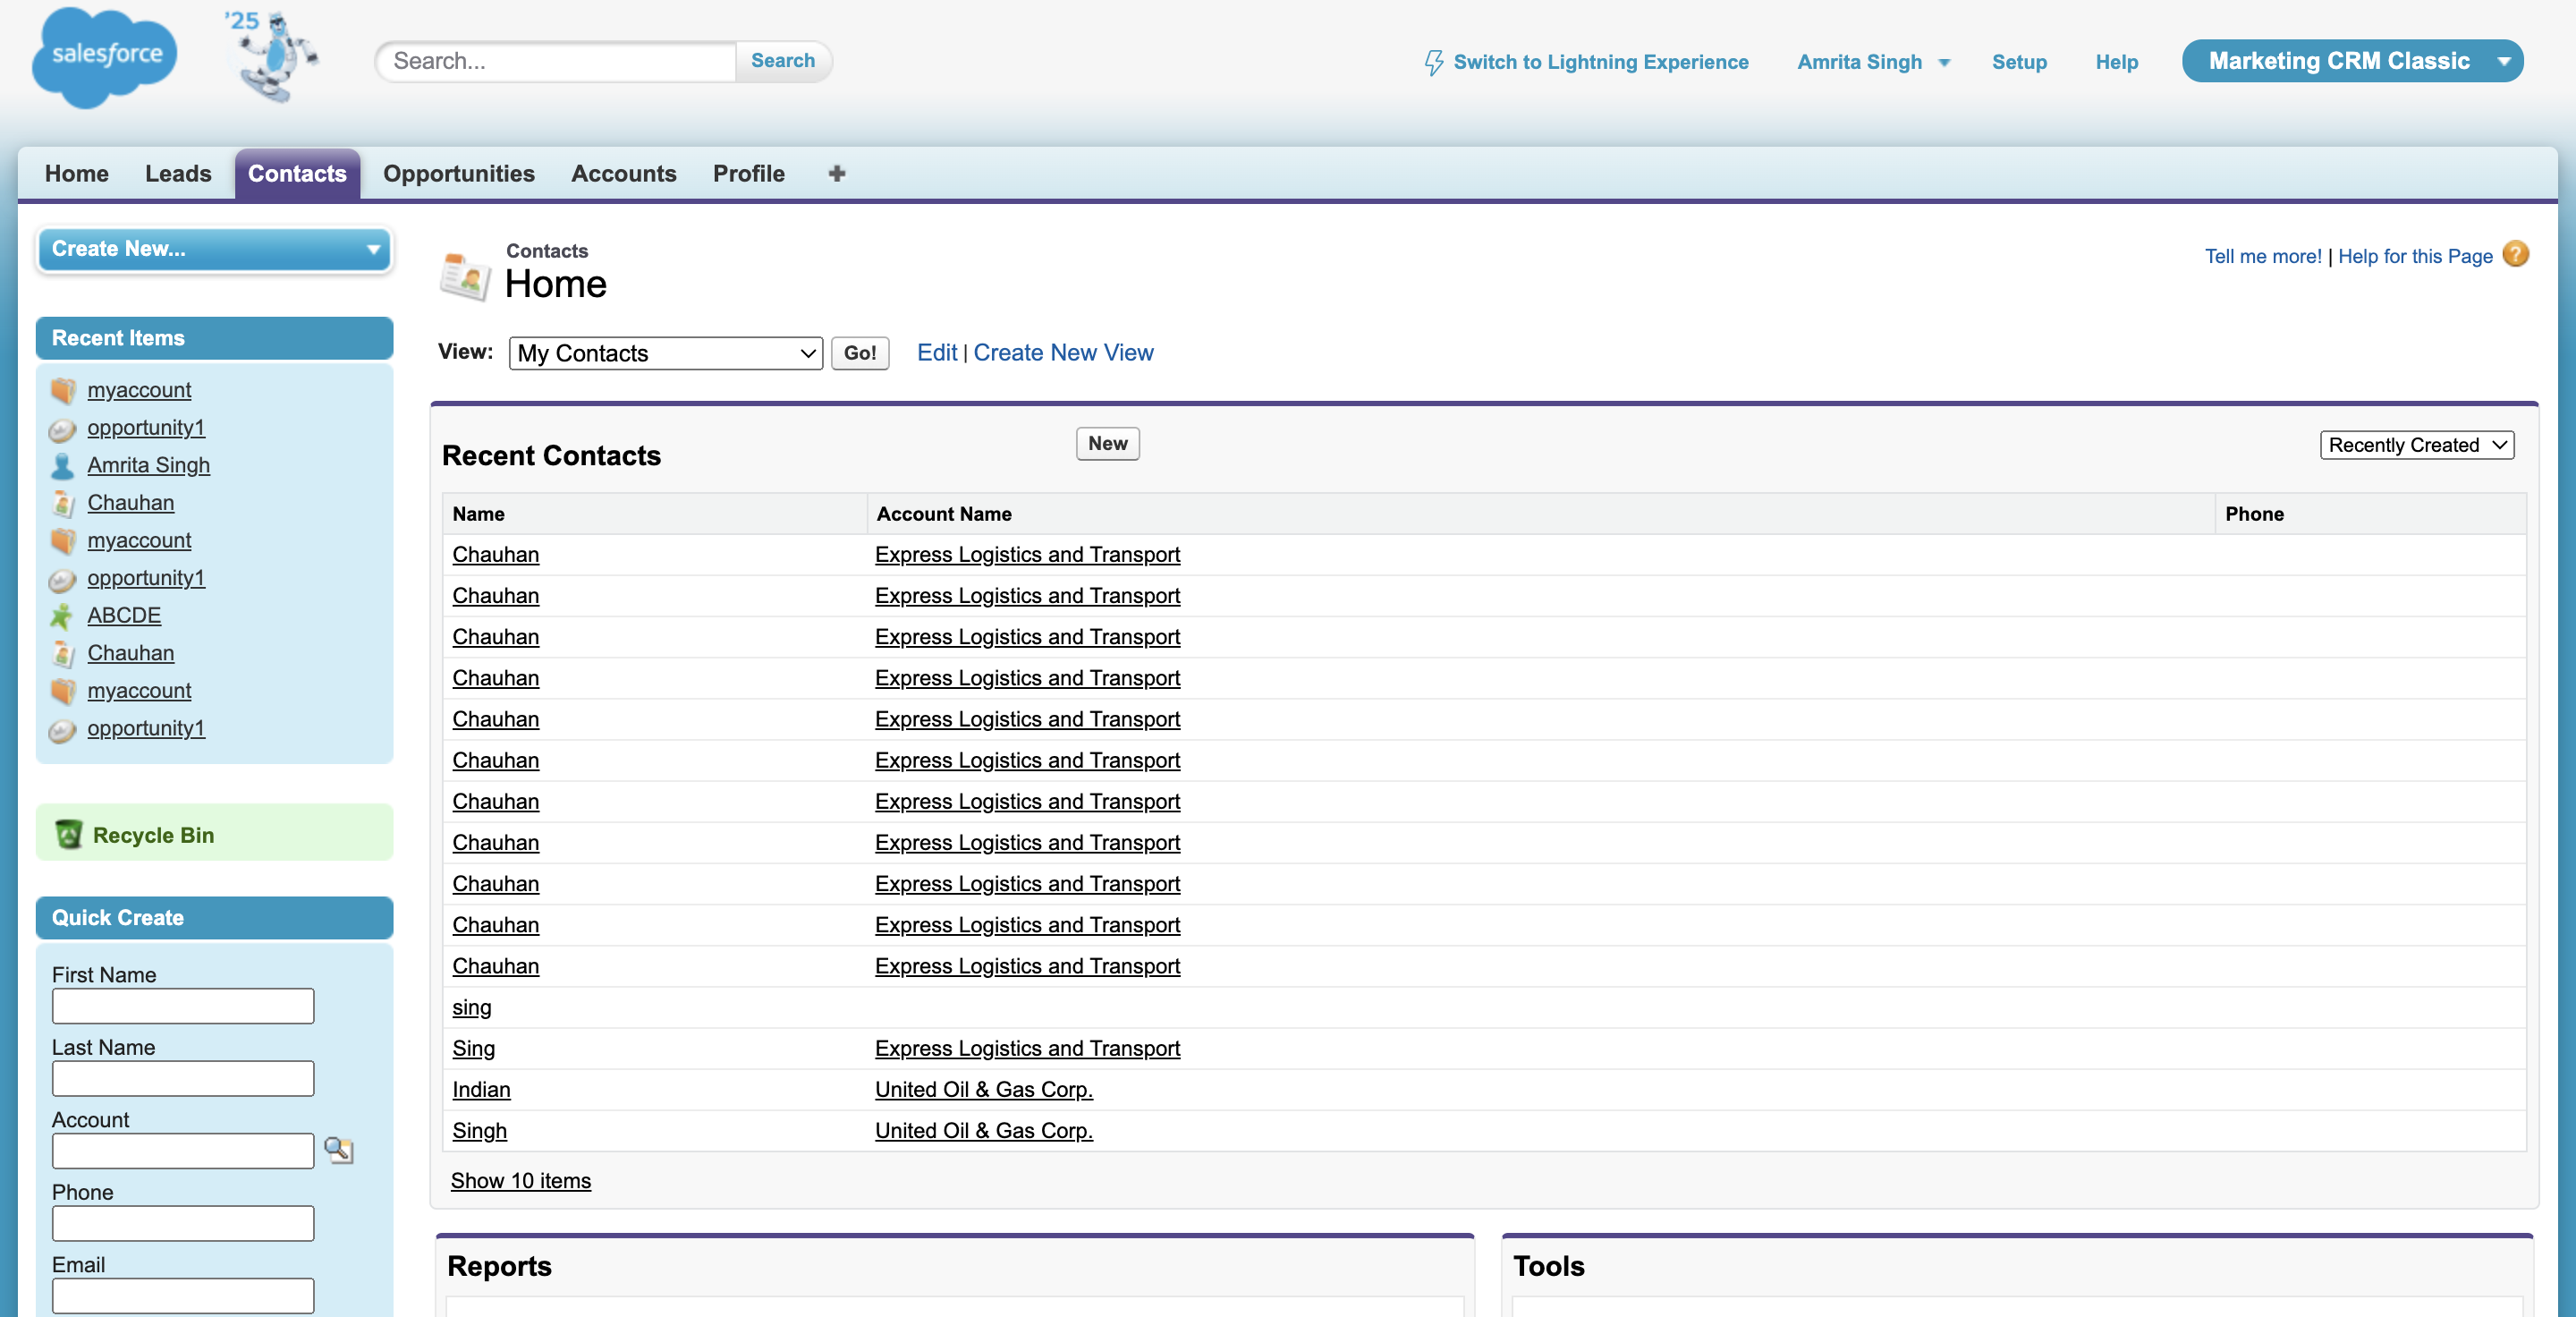 salesforce
'25
Search...
Search
Switch to Lightning Experience
Amrita Singh
Setup
Help
Marketing CRM Classic
Home
Leads
Contacts
Opportunities
Accounts
Profile
Create New...
Recent Items
myaccount
opportunity1
Amrita Singh
Chauhan
myaccount
opportunity1
ABCDE
Chauhan
myaccount
opportunity1
Recycle Bin
Quick Create
First Name
Last Name
Account
Phone
Email
Contacts
Home
Tell me more! | Help for this Page
View: My Contacts Go! Edit | Create New View
Recent Contacts
New
Recently Created
Name Account Name Phone
Chauhan Express Logistics and Transport
Chauhan Express Logistics and Transport
Chauhan Express Logistics and Transport
Chauhan Express Logistics and Transport
Chauhan Express Logistics and Transport
Chauhan Express Logistics and Transport
Chauhan Express Logistics and Transport
Chauhan Express Logistics and Transport
Chauhan Express Logistics and Transport
Chauhan Express Logistics and Transport
Chauhan Express Logistics and Transport
sing
Sing Express Logistics and Transport
Indian United Oil & Gas Corp.
Singh United Oil & Gas Corp.
Show 10 items
Reports
Tools